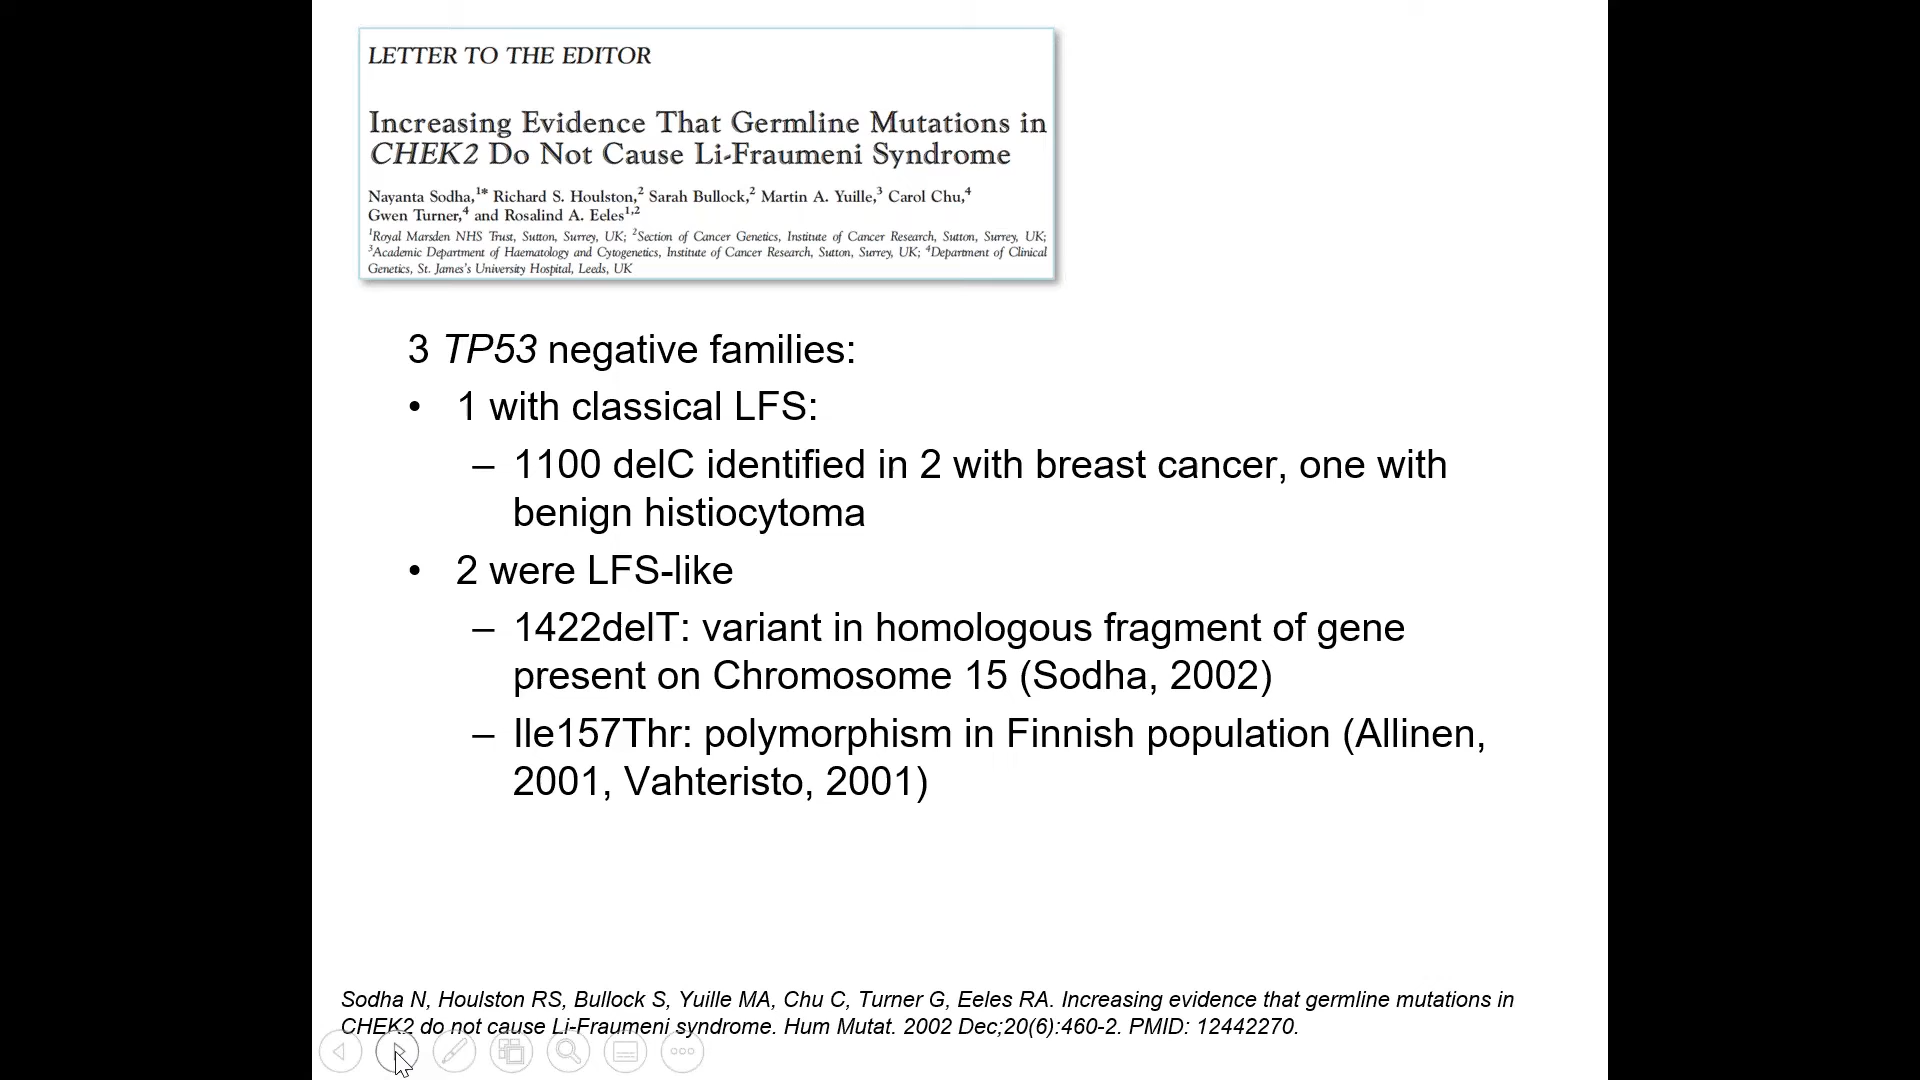 LETTER TO THE EDITOR
Increasing Evidence That Germline Mutations in
CHEK2 Do Not Cause Li-Fraumeni Syndrome
Nayanta Sodha,1* Richard S. Houlston,2 Sarah Bullock,2 Martin A. Yuille,3 Carol Chu,4
Gwen Turner,4 and Rosalind A. Eeles1,2
1Royal Marsden NHS Trust, Sutton, Surrey, UK; 2Section of Cancer Genetics, Institute of Cancer Research, Sutton, Surrey, UK;
3Academic Department of Haematology and Cytogenetics, Institute of Cancer Research, Sutton, Surrey, UK; 4Department of Clinical
Genetics, St. James's University Hospital, Leeds, UK
3 TP53 negative families:
• 1 with classical LFS:
– 1100 delC identified in 2 with breast cancer, one with
benign histiocytoma
• 2 were LFS-like
– 1422delT: variant in homologous fragment of gene
present on Chromosome 15 (Sodha, 2002)
– Ile157Thr: polymorphism in Finnish population (Allinen,
2001, Vahteristo, 2001)
Sodha N, Houlston RS, Bullock S, Yuille MA, Chu C, Turner G, Eeles RA. Increasing evidence that germline mutations in
CHEK2 do not cause Li-Fraumeni syndrome. Hum Mutat. 2002 Dec;20(6):460-2. PMID: 12442270.